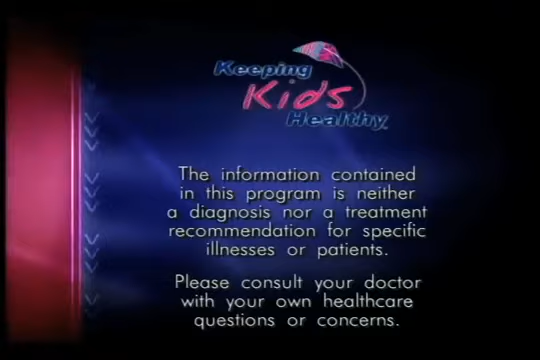 Keeping
Kids
Healthy
The information contained
in this program is neither
a diagnosis nor a treatment
recommendation for specific
illnesses or patients.
Please consult your doctor
with your own healthcare
questions or concerns.